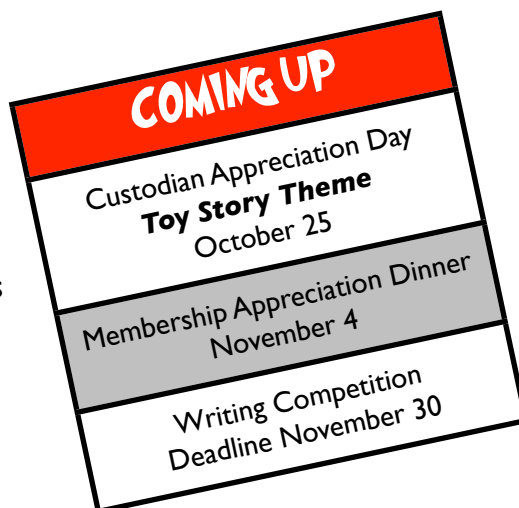 COMING UP
Custodian Appreciation Day
Toy Story Theme
October 25
s
Membership Appreciation Dinner
November 4
Writing Competition
Deadline November 30